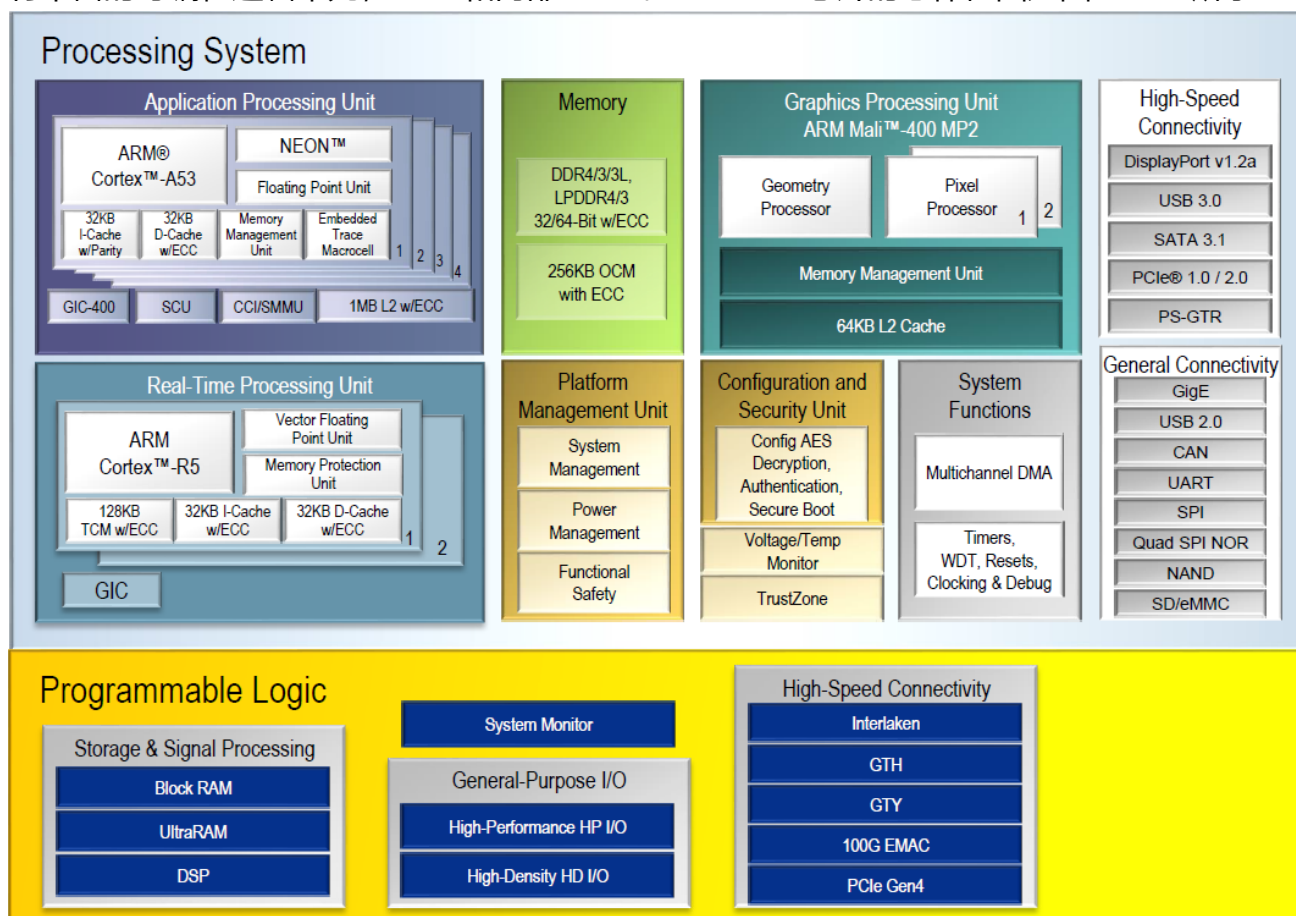 Processing System
Application Processing Unit
ARM®
Cortex™-A53
NEON™
Floating Point Unit
32KB
I-Cache
w/Parity
32KB
D-Cache
w/ECC
Memory
Management
Unit
Embedded
Trace
Macrocell
1
2
3
4
GIC-400
SCU
CCI/SMMU
1MB L2 w/ECC
Memory
DDR4/3/3L,
LPDDR4/3
32/64-Bit w/ECC
256KB OCM
with ECC
Graphics Processing Unit
ARM Mali™-400 MP2
Geometry
Processor
Pixel
Processor
1
2
Memory Management Unit
64KB L2 Cache
High-Speed
Connectivity
DisplayPort v1.2a
USB 3.0
SATA 3.1
PCIe® 1.0 / 2.0
PS-GTR
Real-Time Processing Unit
ARM
Cortex™-R5
Vector Floating
Point Unit
Memory Protection
Unit
128KB
TCM w/ECC
32KB I-Cache
w/ECC
32KB D-Cache
w/ECC
1
2
GIC
Platform
Management Unit
System
Management
Power
Management
Functional
Safety
Configuration and
Security Unit
Config AES
Decryption,
Authentication,
Secure Boot
Voltage/Temp
Monitor
TrustZone
System
Functions
Multichannel DMA
Timers,
WDT, Resets,
Clocking & Debug
General Connectivity
GigE
USB 2.0
CAN
UART
SPI
Quad SPI NOR
NAND
SD/eMMC
Programmable Logic
Storage & Signal Processing
Block RAM
UltraRAM
DSP
System Monitor
General-Purpose I/O
High-Performance HP I/O
High-Density HD I/O
High-Speed Connectivity
Interlaken
GTH
GTY
100G EMAC
PCIe Gen4